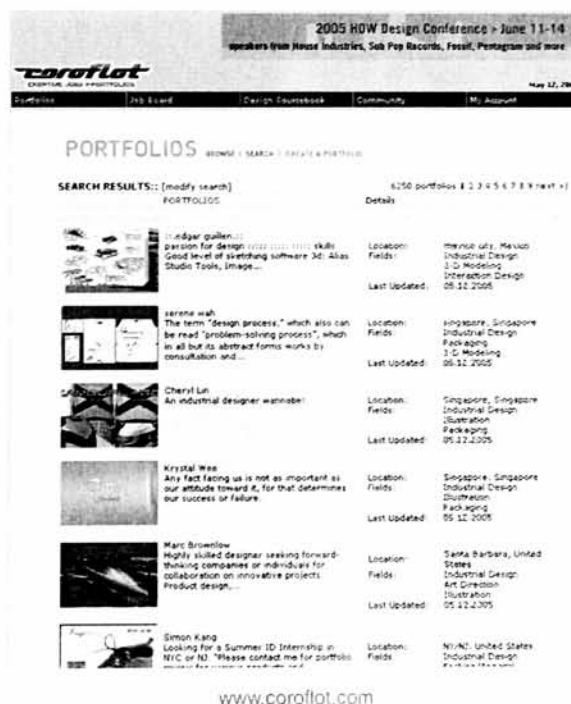 2005 HOW Design Conference > June 11-14
speakers from House Industries, Sub Pop Records, Fossil, Pentagram and more
coroflot
CREATIVE JOBS + PORTFOLIOS
May 12,
Portfolios Job Board Design Sourcebook Community My Account
PORTFOLIOS BROWSE | SEARCH | CREATE A PORTFOLIO
SEARCH RESULTS:: [modify search] 6250 portfolios 1 2 3 4 5 6 7 8 9 next »|
PORTFOLIOS Details
edgar guillen
passion for design skills
Good level of sketching software 3d: Alias
Studio Tools, Image...
Location: Mexico city, Mexico
Fields: Industrial Design
3-D Modeling
Interaction Design
Last Updated: 05.12.2005
serene wah
The term "design process," which also can
be read "problem-solving process", which
in all but its abstract forms works by
consultation and...
Location: singapore, Singapore
Fields: Industrial Design
Packaging
3-D Modeling
Last Updated: 05.12.2005
Cheryl Lin
An industrial designer wannabe!
Location: Singapore, Singapore
Fields: Industrial Design
Illustration
Packaging
Last Updated: 05.12.2005
Krystal Wee
Any fact facing us is not as important as
our attitude toward it, for that determines
our success or failure.
Location: Singapore, Singapore
Fields: Industrial Design
Illustration
Packaging
Last Updated: 05.12.2005
Marc Brownlow
Highly skilled designer seeking forward-
thinking companies or individuals for
collaboration on innovative projects.
Product design,...
Location: Santa Barbara, United
States
Fields: Industrial Design
Art Direction
Illustration
Last Updated: 05.12.2005
Simon Kang
Looking for a Summer ID Internship in
NYC or NJ. "Please contact me for portfolio
Location: NY/NJ, United States
Fields Industrial Design
www.coroflot.com